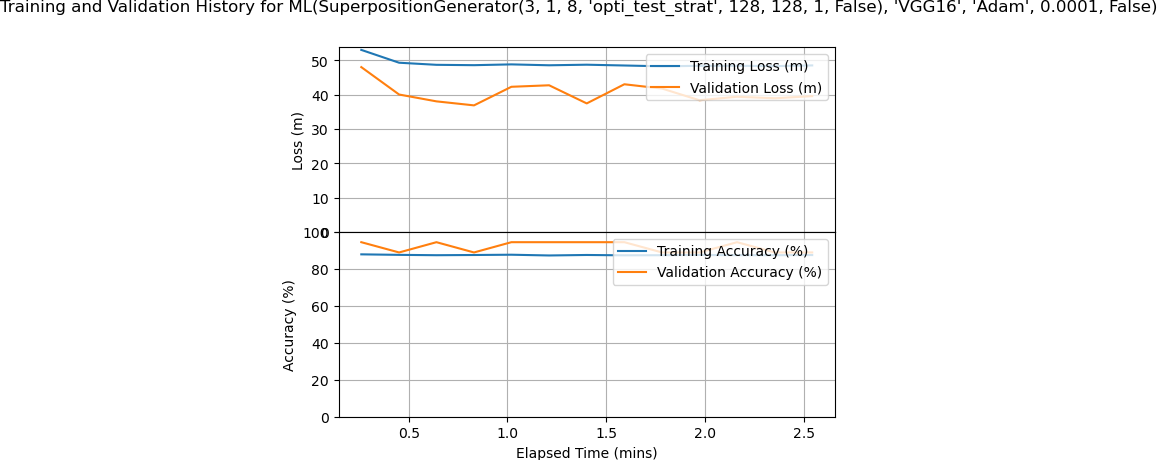 Training and Validation History for ML(SuperpositionGenerator(3, 1, 8, 'opti_test_strat', 128, 128, 1, False), 'VGG16', 'Adam', 0.0001, False)
50
40
30
20
10
0
Loss (m)
Training Loss (m)
Validation Loss (m)
100
80
60
40
20
0
Accuracy (%)
Training Accuracy (%)
Validation Accuracy (%)
0.5 1.0 1.5 2.0 2.5
Elapsed Time (mins)